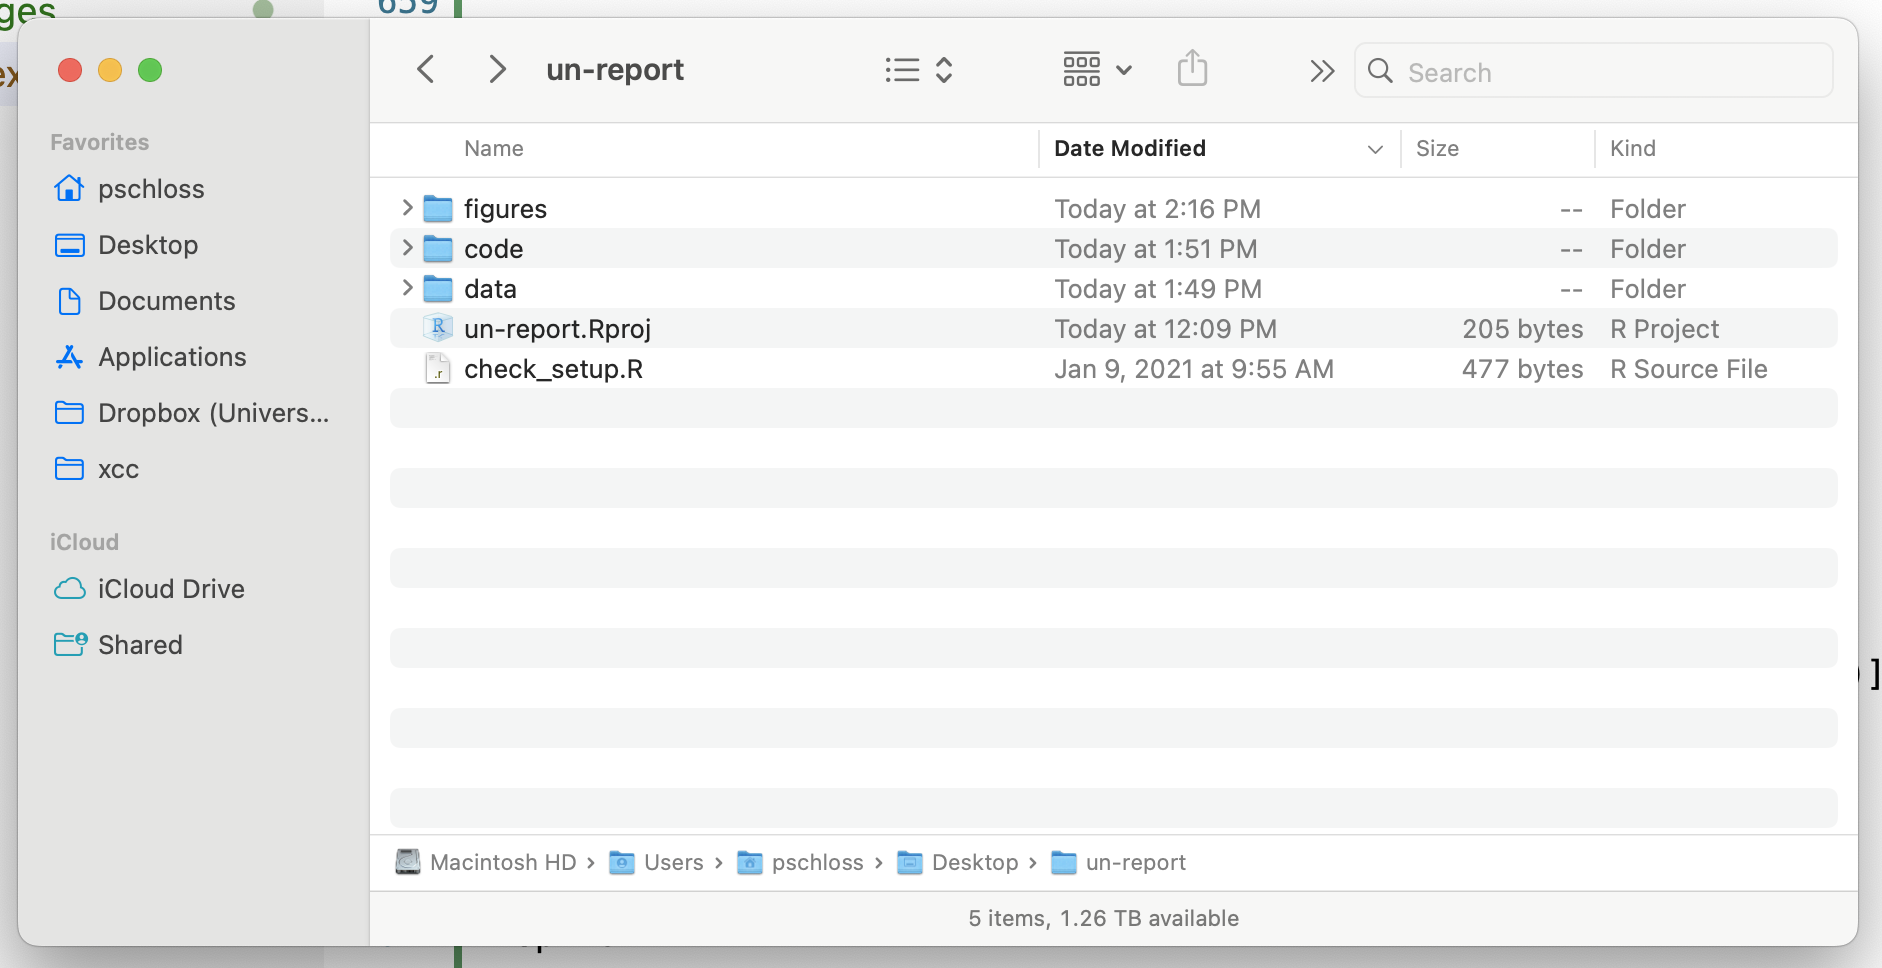 ges
659
ex
un-report
Search
Favorites
pschloss
Desktop
Documents
Applications
Dropbox (Univers...
xcc
iCloud
iCloud Drive
Shared
Name Date Modified Size Kind
figures Today at 2:16 PM -- Folder
code Today at 1:51 PM -- Folder
data Today at 1:49 PM -- Folder
un-report.Rproj Today at 12:09 PM 205 bytes R Project
check_setup.R Jan 9, 2021 at 9:55 AM 477 bytes R Source File
)]
Macintosh HD › Users › pschloss › Desktop › un-report
5 items, 1.26 TB available